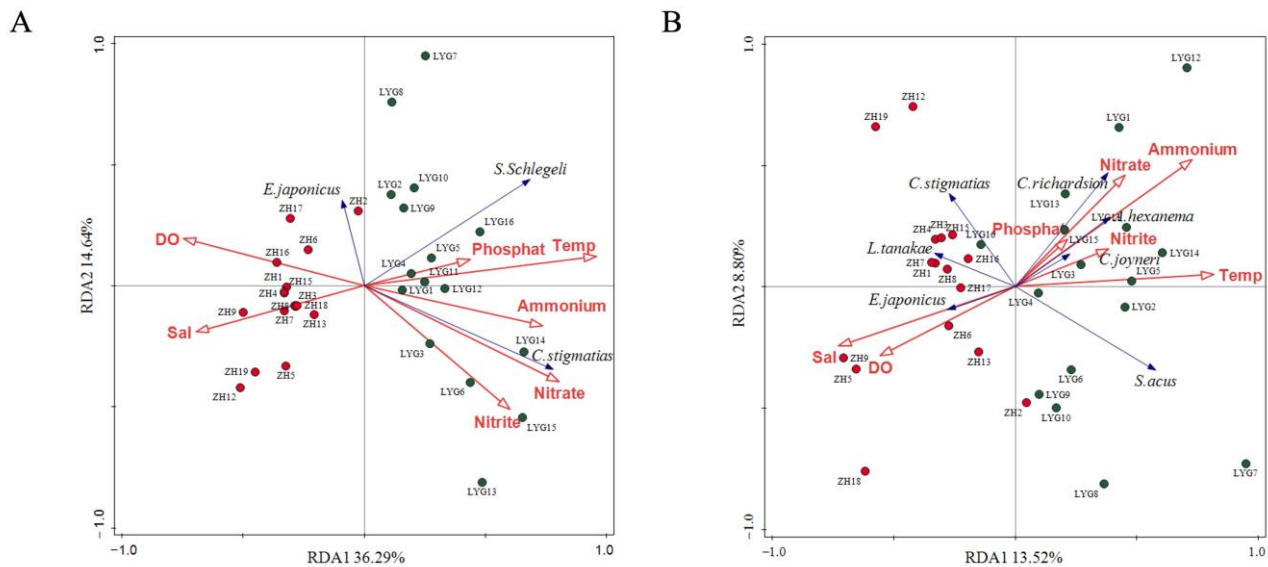 A
B
1.0
RDA2 14.64%
-1.0
-1.0
RDA1 36.29%
1.0
LYG7
LYG8
S.Schlegeli
E.japonicus
LYG10
LYG2
ZH2
LYG9
ZH17
LYG16
DO
ZH6
LYG5
Phosphat
Temp
ZH16
LYG4
LYG11
ZH1
ZH15
ZH4
LYG1
LYG12
ZH3
ZH8
ZH18
Ammonium
ZH9
ZH7
ZH13
Sal
LYG3
LYG14
C.stigmatias
ZH19
ZH5
LYG6
Nitrate
ZH12
Nitrite
LYG15
LYG13
1.0
RDA2 8.80%
-1.0
-1.0
RDA1 13.52%
1.0
LYG12
ZH12
ZH19
LYG1
Ammonium
Nitrate
C.stigmatias
C.richardsion
LYG13
A.hexanema
ZH3
ZH4
ZH15
Phosphat
LYG16
LYG15
Nitrite
L.tanakae
LYG14
ZH7
ZH16
C.joyneri
ZH1
ZH8
LYG3
LYG5
Temp
ZH17
E.japonicus
LYG4
LYG2
ZH6
Sal
ZH9
DO
ZH13
ZH5
S.acus
LYG6
LYG9
ZH2
LYG10
ZH18
LYG7
LYG8